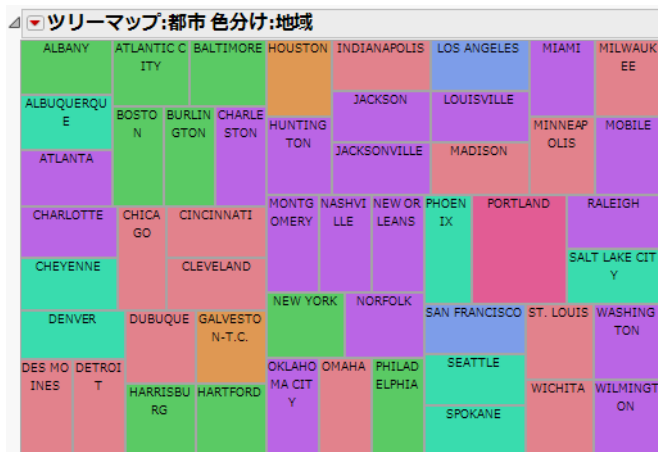 ツリーマップ:都市 色分け:地域
ALBANY
ATLANTIC C
ITY
BALTIMORE
HOUSTON
INDIANAPOLIS
LOS ANGELES
MIAMI
MILWAUK
EE
ALBUQUERQU
E
BOSTO
N
BURLIN
GTON
CHARLE
STON
HUNTING
TON
JACKSON
LOUISVILLE
MINNEAP
OLIS
MOBILE
ATLANTA
JACKSONVILLE
MADISON
CHARLOTTE
CHICA
GO
CINCINNATI
MONTG
OMERY
NASHVI
LLE
NEW OR
LEANS
PHOEN
IX
PORTLAND
RALEIGH
CHEYENNE
CLEVELAND
SALT LAKE CIT
Y
NEW YORK
NORFOLK
DENVER
DUBUQUE
GALVESTO
N-T.C.
SAN FRANCISCO
ST. LOUIS
WASHING
TON
DES MO
INES
DETROI
T
HARRISBU
RG
HARTFORD
OKLAHO
MA CIT
Y
OMAHA
PHILAD
ELPHIA
SEATTLE
SPOKANE
WICHITA
WILMINGT
ON